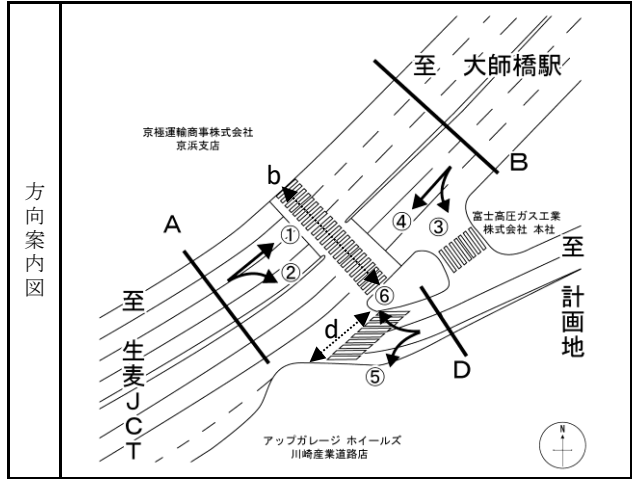 方向案内図
至 大師橋駅
京極運輸商事株式会社
京浜支店
b
B
A
①
②
④
③
富士高圧ガス工業
株式会社 本社
至 計画地
⑥
d
D
⑤
至 生麦JCT
アップガレージ ホイールズ
川崎産業道路店
N